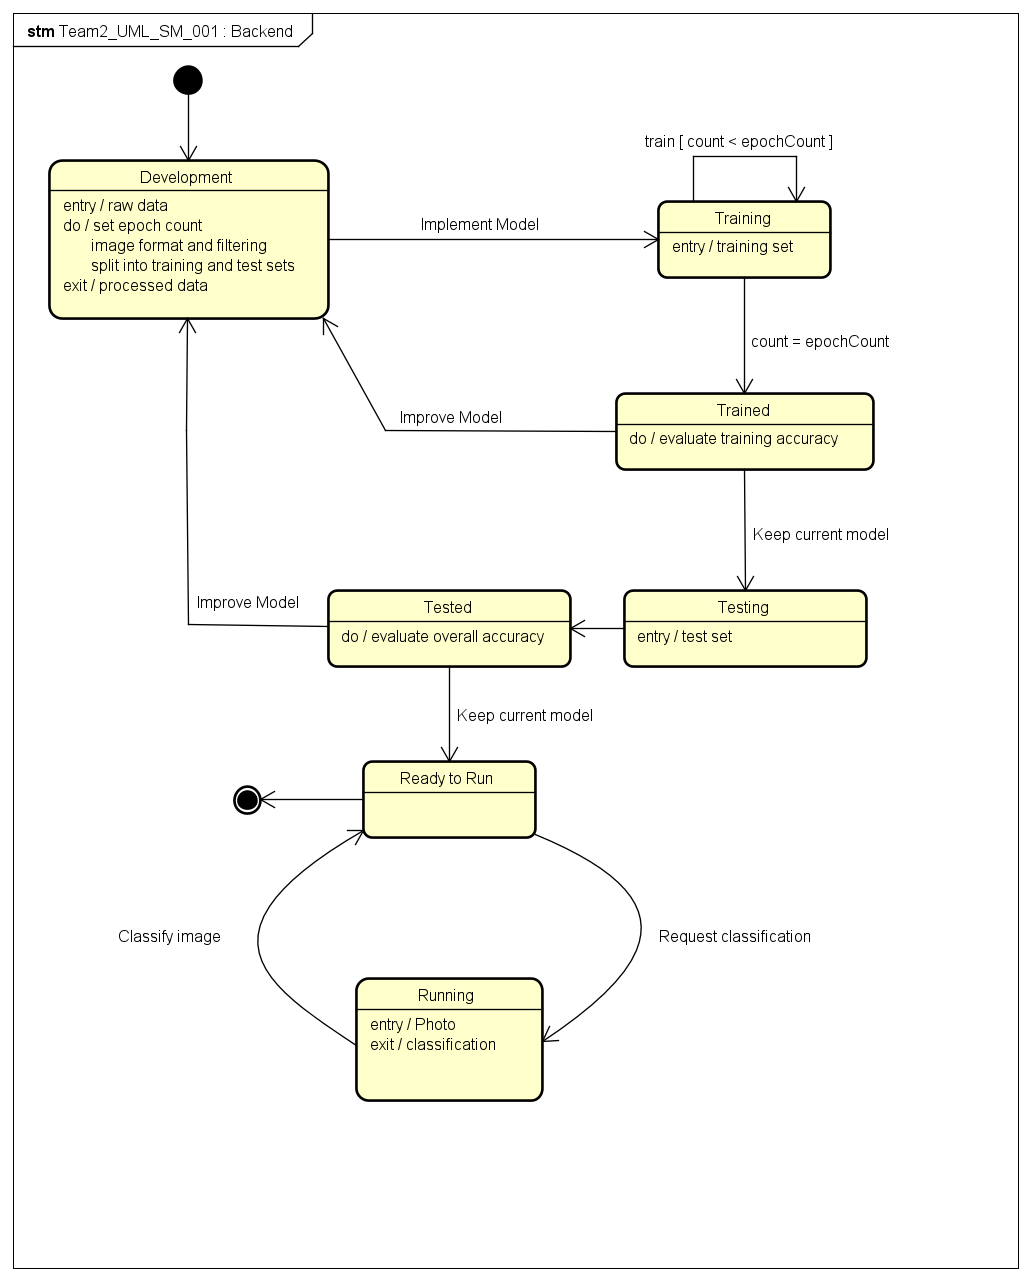 stm Team2_UML_SM_001 : Backend
train [ count < epochCount ]
Development
entry / raw data
do / set epoch count
image format and filtering
split into training and test sets
exit / processed data
Implement Model
Training
entry / training set
count = epochCount
Improve Model
Trained
do / evaluate training accuracy
Keep current model
Improve Model
Tested
do / evaluate overall accuracy
Testing
entry / test set
Keep current model
Ready to Run
Classify image
Request classification
Running
entry / Photo
exit / classification